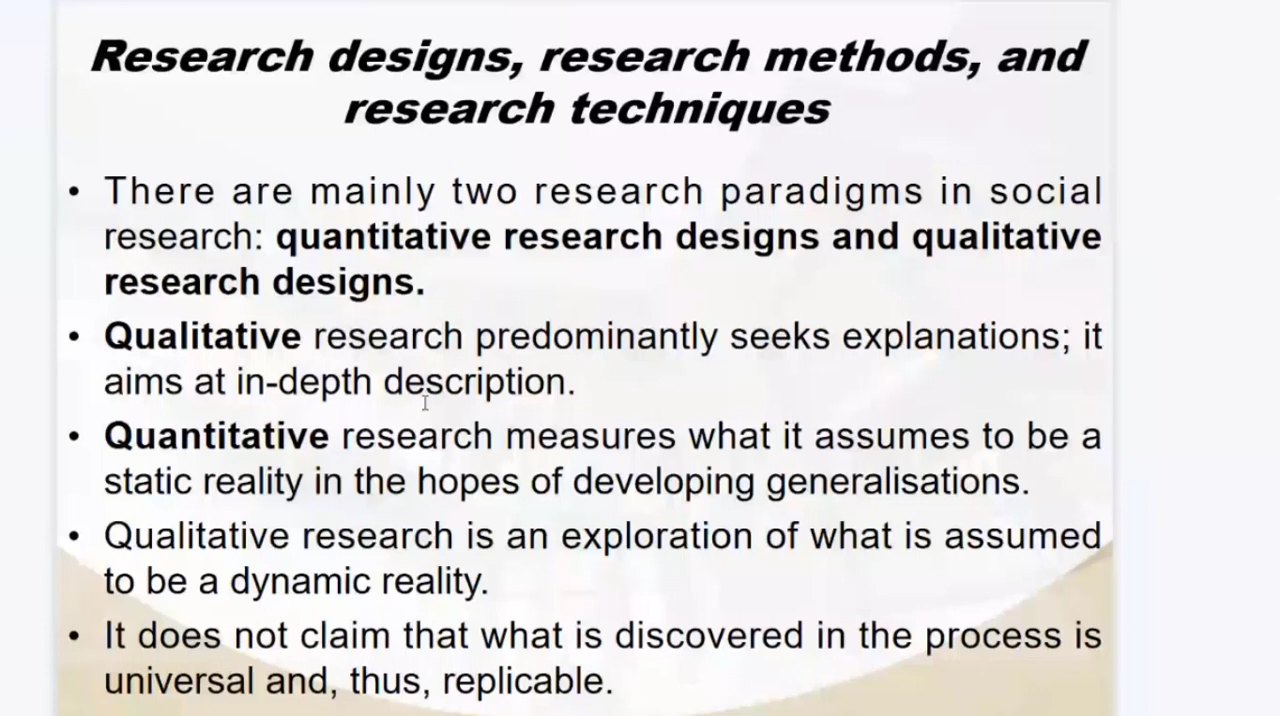 Research designs, research methods, and
research techniques
• There are mainly two research paradigms in social
research: quantitative research designs and qualitative
research designs.
• Qualitative research predominantly seeks explanations; it
aims at in-depth description.
• Quantitative research measures what it assumes to be a
static reality in the hopes of developing generalisations.
• Qualitative research is an exploration of what is assumed
to be a dynamic reality.
• It does not claim that what is discovered in the process is
universal and, thus, replicable.